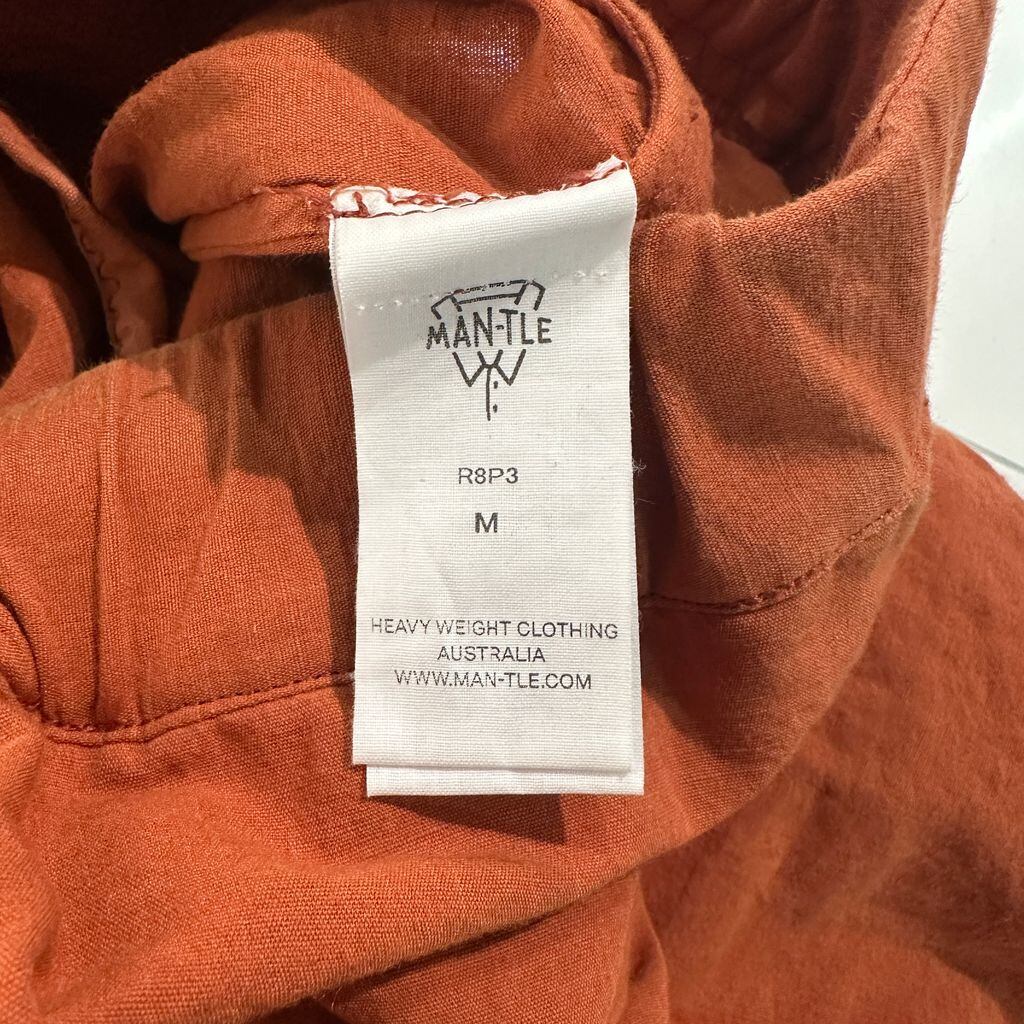 MAN-TLE
R8P3
M
HEAVY WEIGHT CLOTHING
AUSTRALIA
WWW.MAN-TLE.COM